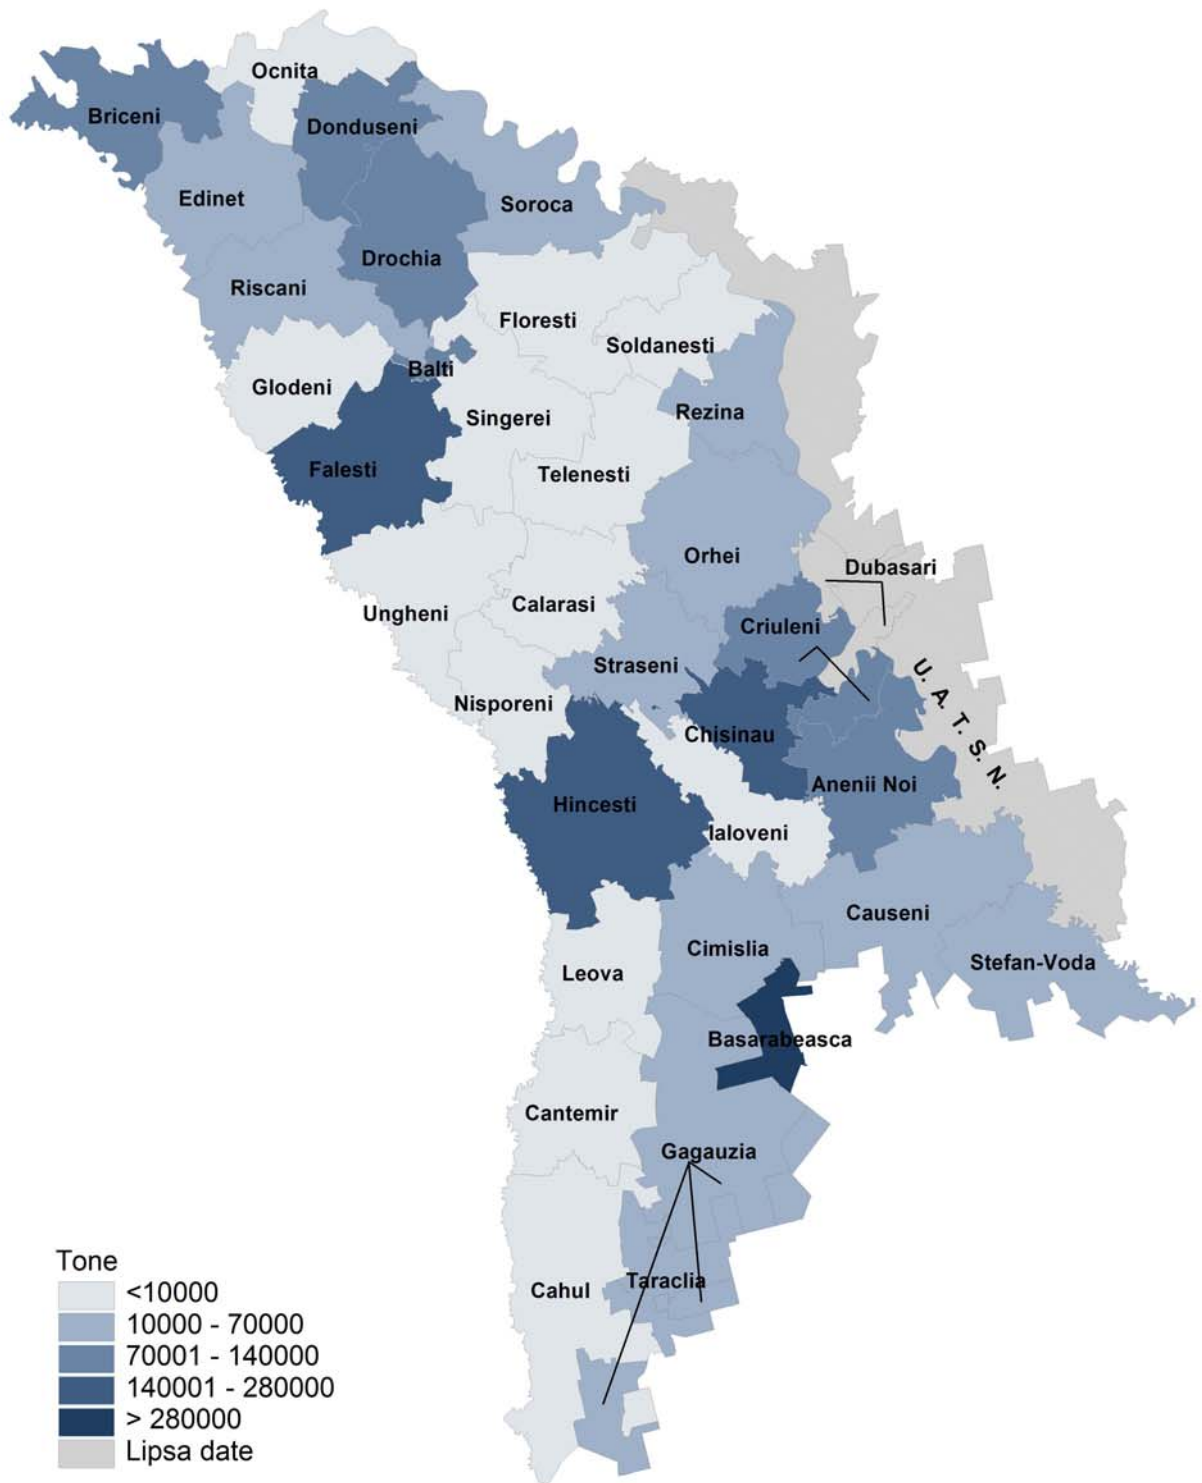 Ocnita
Briceni
Donduseni
Edinet
Soroca
Drochia
Riscani
Floresti
Soldanesti
Balti
Glodeni
Rezina
Singerei
Falesti
Telenesti
Orhei
Dubasari
Calarasi
Ungheni
Criuleni
Straseni
U. A. T. S. N.
Nisporeni
Chisinau
Anenii Noi
Hincesti
Ialoveni
Causeni
Cimislia
Stefan-Voda
Leova
Basarabeasca
Cantemir
Gagauzia
Taraclia
Cahul
Tone
<10000
10000 - 70000
70001 - 140000
140001 - 280000
> 280000
Lipsa date